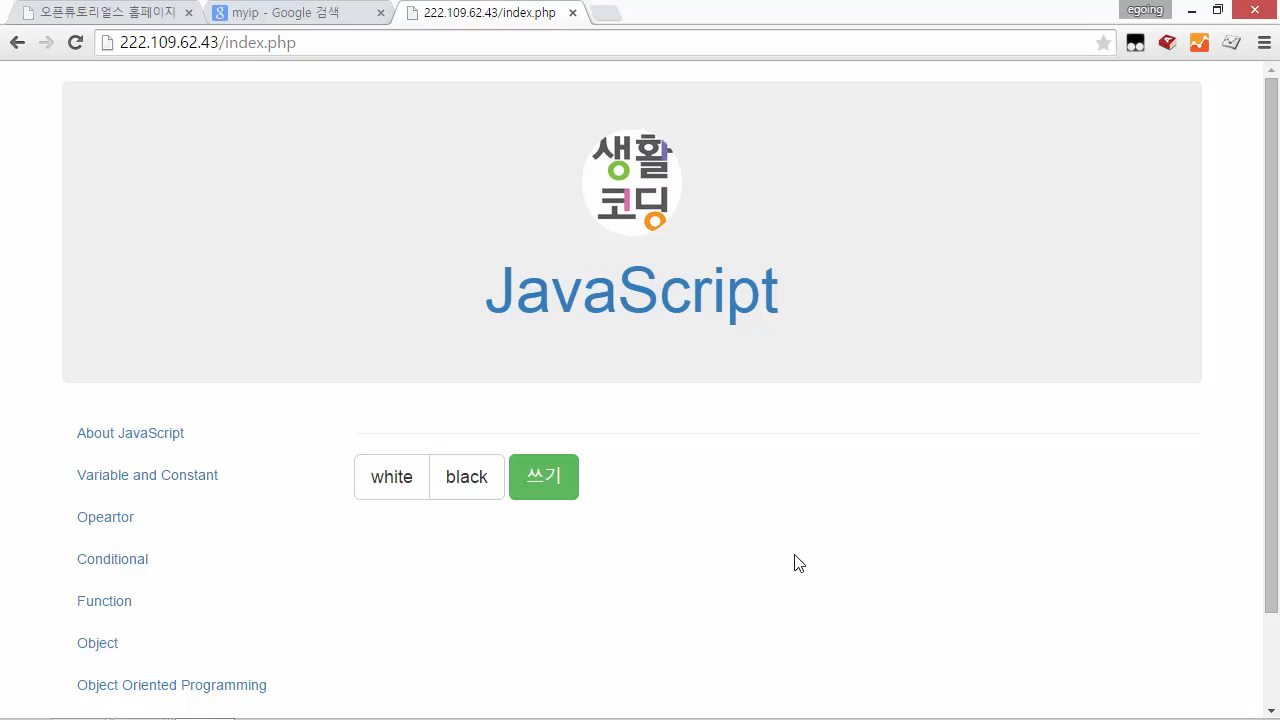 오픈튜토리얼스 홈페이지
myip - Google 검색
222.109.62.43/index.php
egoing
222.109.62.43/index.php
생활
코딩
JavaScript
About JavaScript
Variable and Constant
Opeartor
Conditional
Function
Object
Object Oriented Programming
white
black
쓰기